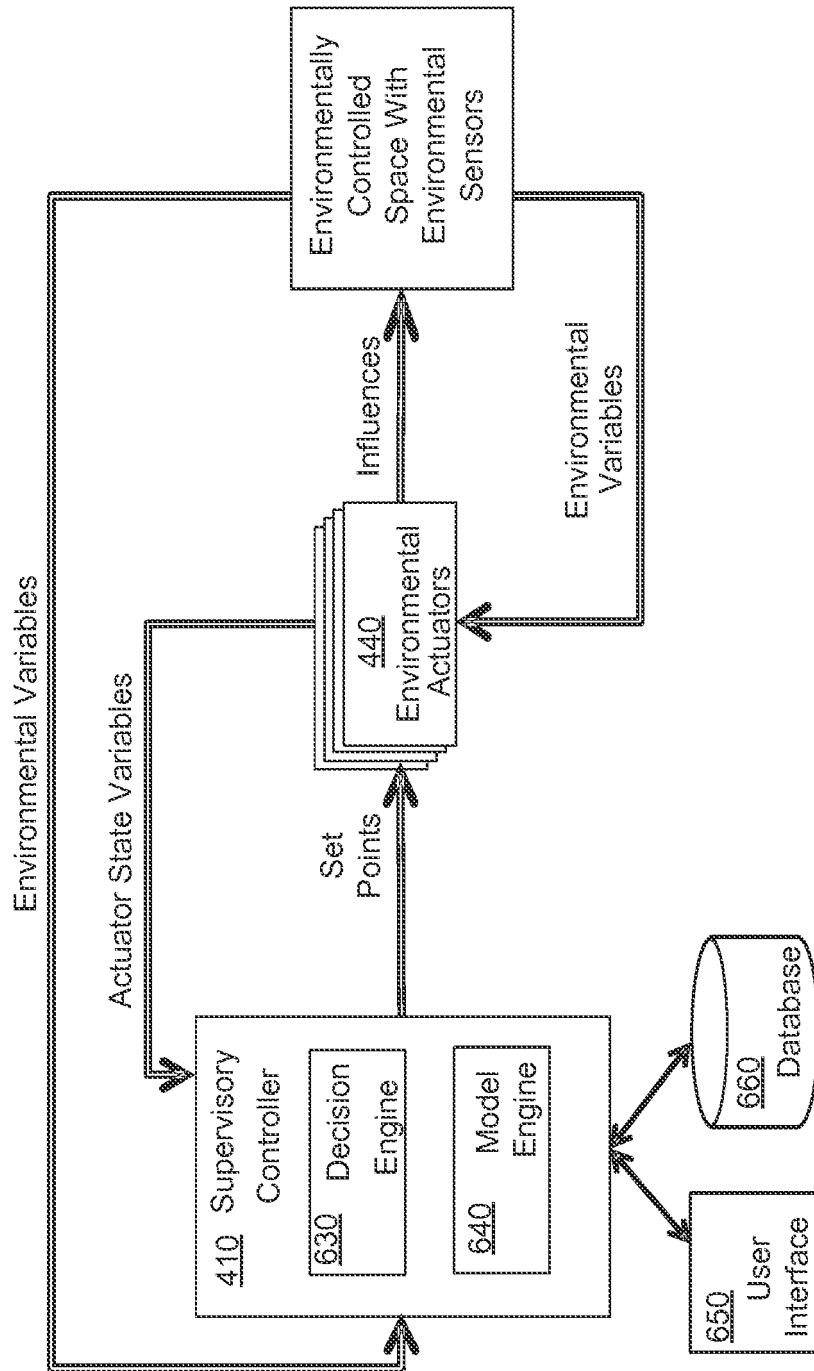 Environmental Variables
Actuator State Variables
410 Supervisory
Controller
630 Decision
Engine
640 Model
Engine
Set
Points
440
Environmental
Actuators
Influences
Environmentally
Controlled
Space With
Environmental
Sensors
Environmental
Variables
650
User
Interface
660
Database